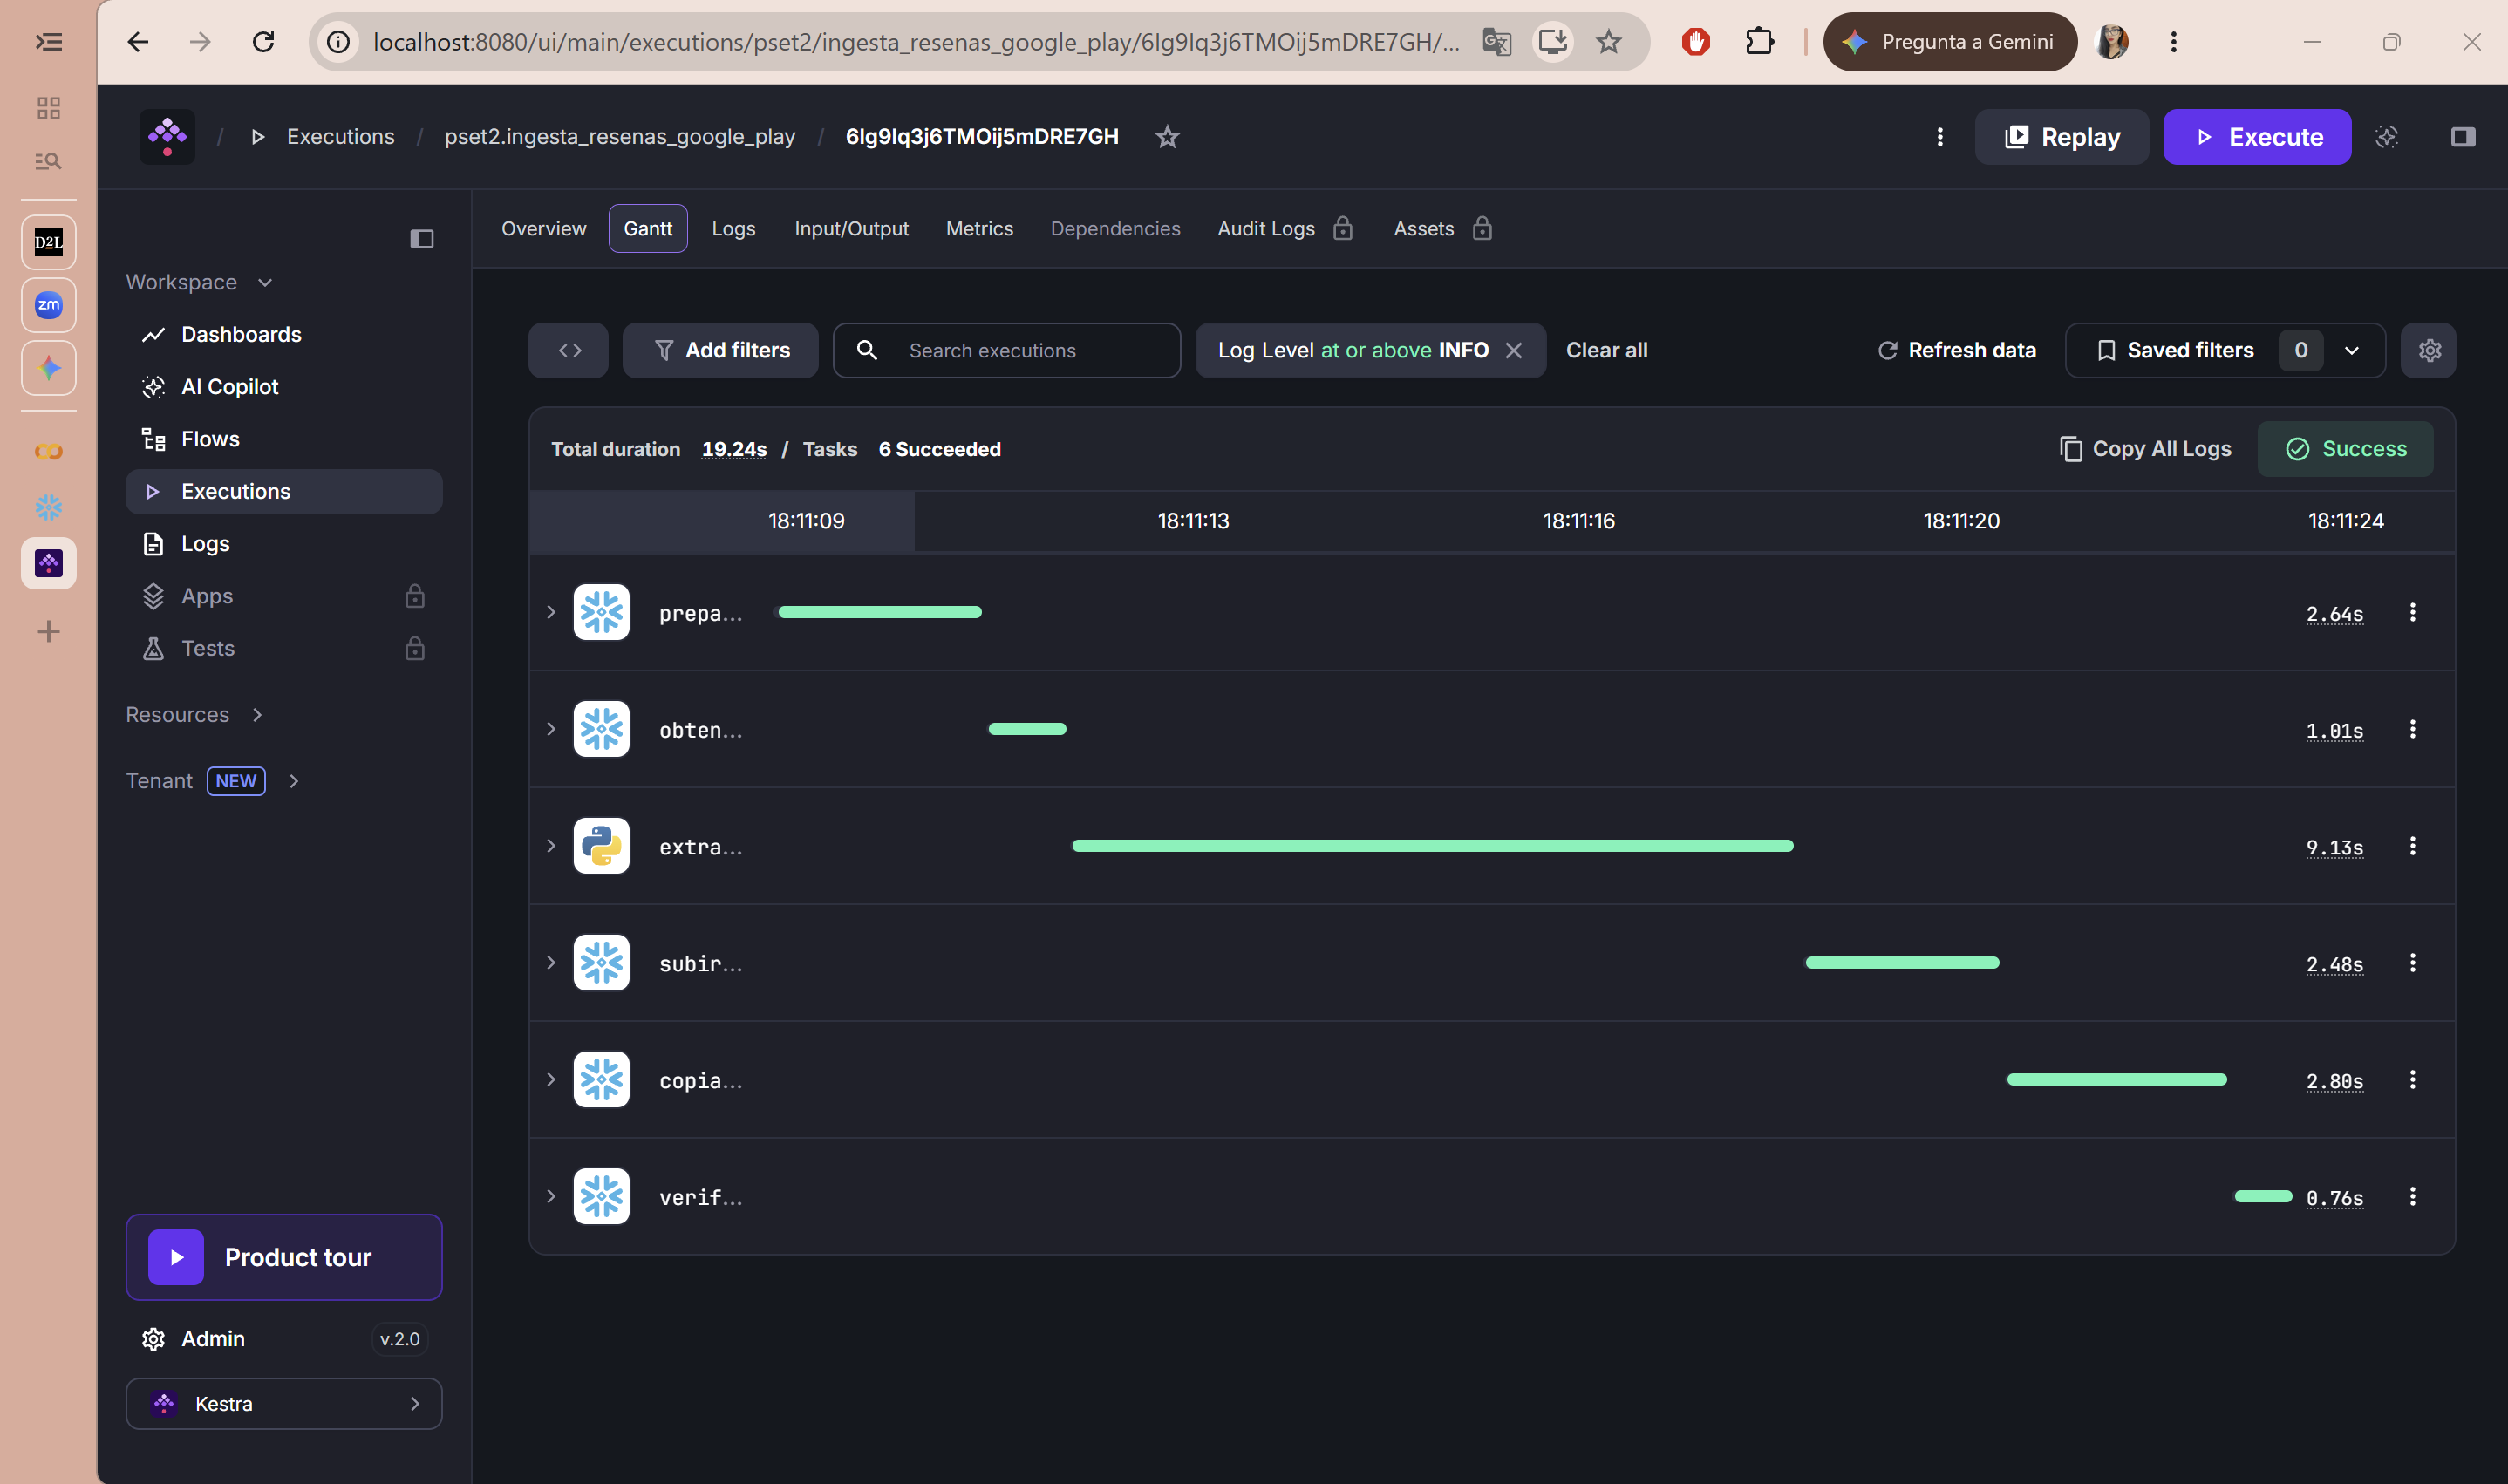 localhost:8080/ui/main/executions/pset2/ingesta_resenas_google_play/6Ig9Iq3j6TMOij5mDRE7GH/...
Pregunta a Gemini
/ Executions / pset2.ingesta_resenas_google_play / 6Ig9Iq3j6TMOij5mDRE7GH
Replay
Execute
D2L
zm
Overview
Gantt
Logs
Input/Output
Metrics
Dependencies
Audit Logs
Assets
Workspace
Dashboards
AI Copilot
Flows
Executions
Logs
Apps
Tests
Resources
Tenant NEW
Product tour
Admin v.2.0
Kestra
Add filters
Search executions
Log Level at or above INFO
Clear all
Refresh data
Saved filters 0
Total duration 19.24s / Tasks 6 Succeeded
Copy All Logs
Success
18:11:09 18:11:13 18:11:16 18:11:20 18:11:24
prepa... 2.64s
obten... 1.01s
extra... 9.13s
subir... 2.48s
copia... 2.80s
verif... 0.76s